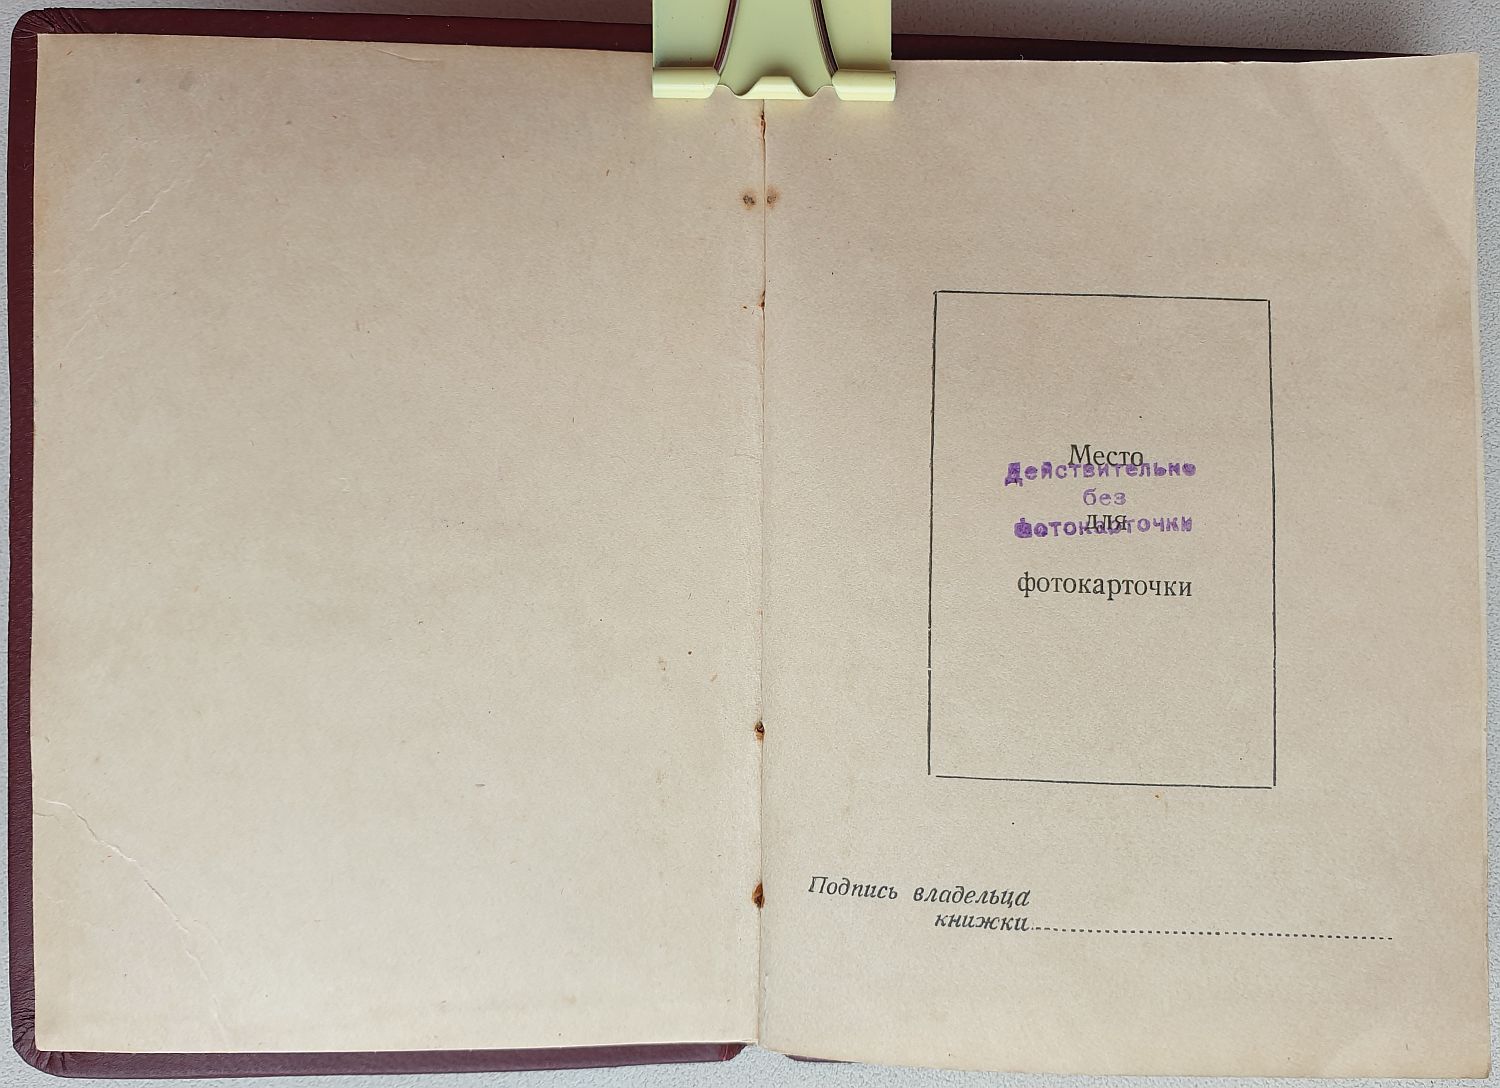 Место
Действительно
без
для
фотокарточки
фотокарточки
Подпись владельца
книжки